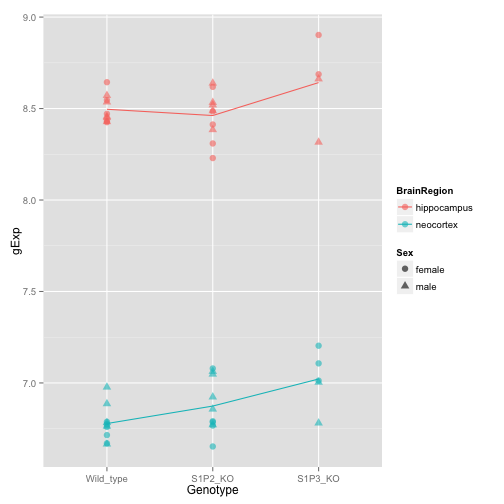 9.0
8.5
8.0
7.5
7.0
gExp
Wild_type S1P2_KO S1P3_KO
Genotype
BrainRegion
hippocampus
neocortex
Sex
female
male